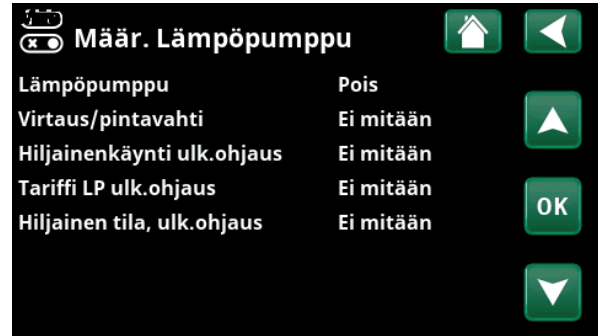 Määr. Lämpöpumppu
Lämpöpumppu Pois
Virtaus/pintavahti Ei mitään
Hiljainenkäynti ulk.ohjaus Ei mitään
Tariffi LP ulk.ohjaus Ei mitään
OK
Hiljainen tila, ulk.ohjaus Ei mitään